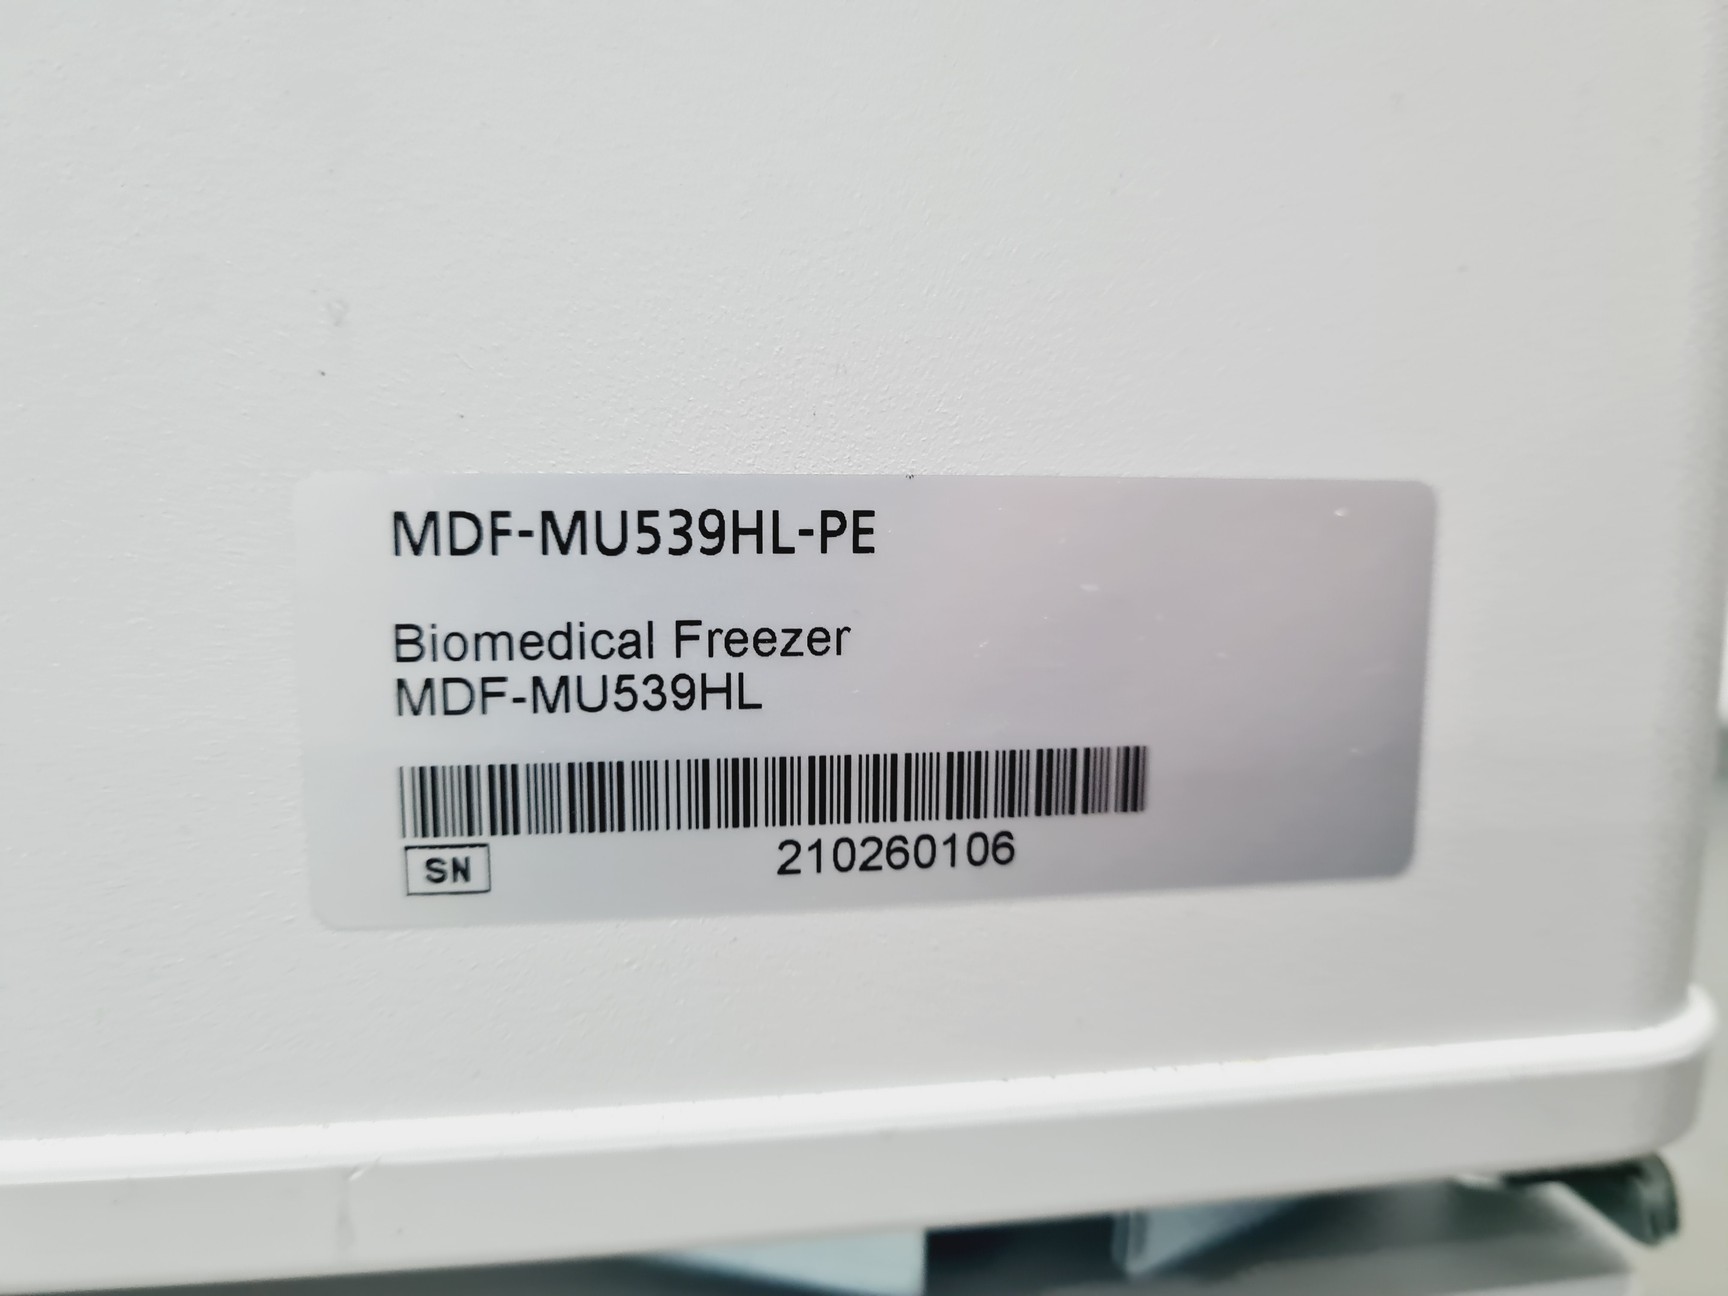 MDF-MU539HL-PE
Biomedical Freezer
MDF-MU539HL
SN 210260106